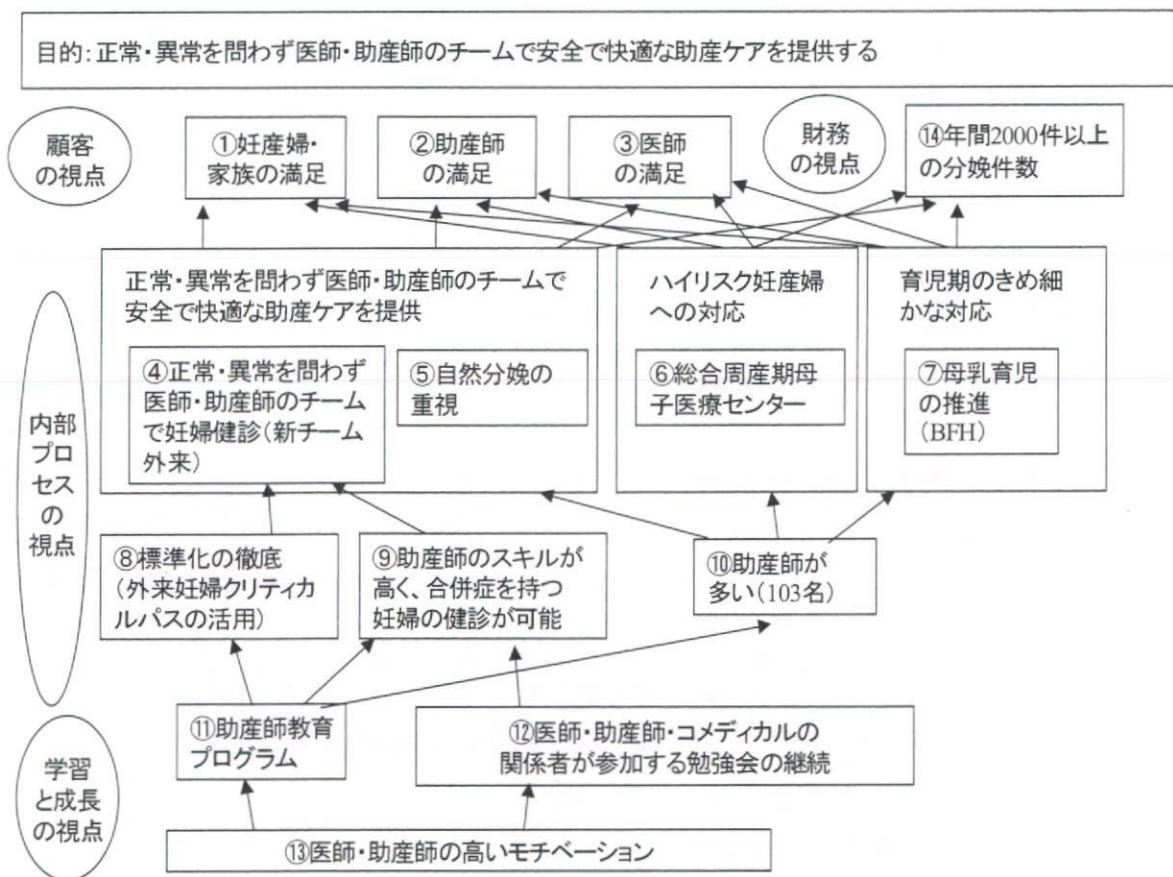 目的:正常・異常を問わず医師・助産師のチームで安全で快適な助産ケアを提供する
顧客
の視点
①妊産婦・
家族の満足
②助産師
の満足
③医師
の満足
財務
の視点
⑭年間2000件以上
の分娩件数
内部
プロ
セス
の
視点
正常・異常を問わず医師・助産師のチームで
安全で快適な助産ケアを提供
④正常・異常を問わず
医師・助産師のチーム
で妊婦健診(新チーム
外来)
⑤自然分娩の
重視
ハイリスク妊産婦
への対応
⑥総合周産期母
子医療センター
育児期のきめ細
かな対応
⑦母乳育児
の推進
(BFH)
⑧標準化の徹底
(外来妊婦クリティカ
ルパスの活用)
⑨助産師のスキルが
高く、合併症を持つ
妊婦の健診が可能
⑩助産師が
多い(103名)
学習
と成長
の視点
⑪助産師教育
プログラム
⑫医師・助産師・コメディカルの
関係者が参加する勉強会の継続
⑬医師・助産師の高いモチベーション